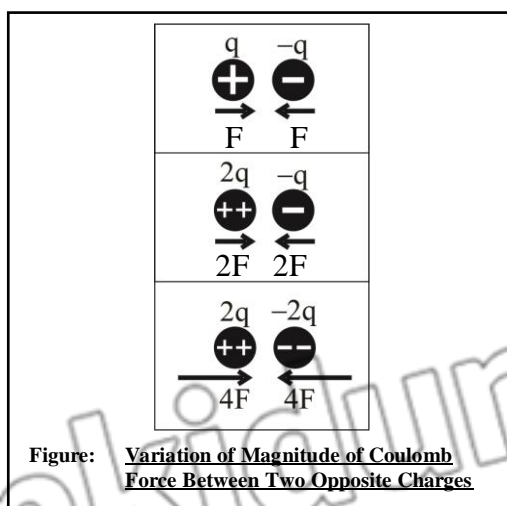 q −q
+ −
F F
2q −q
++ −
2F 2F
2q −2q
++ −−
4F 4F
Figure: Variation of Magnitude of Coulomb
Force Between Two Opposite Charges